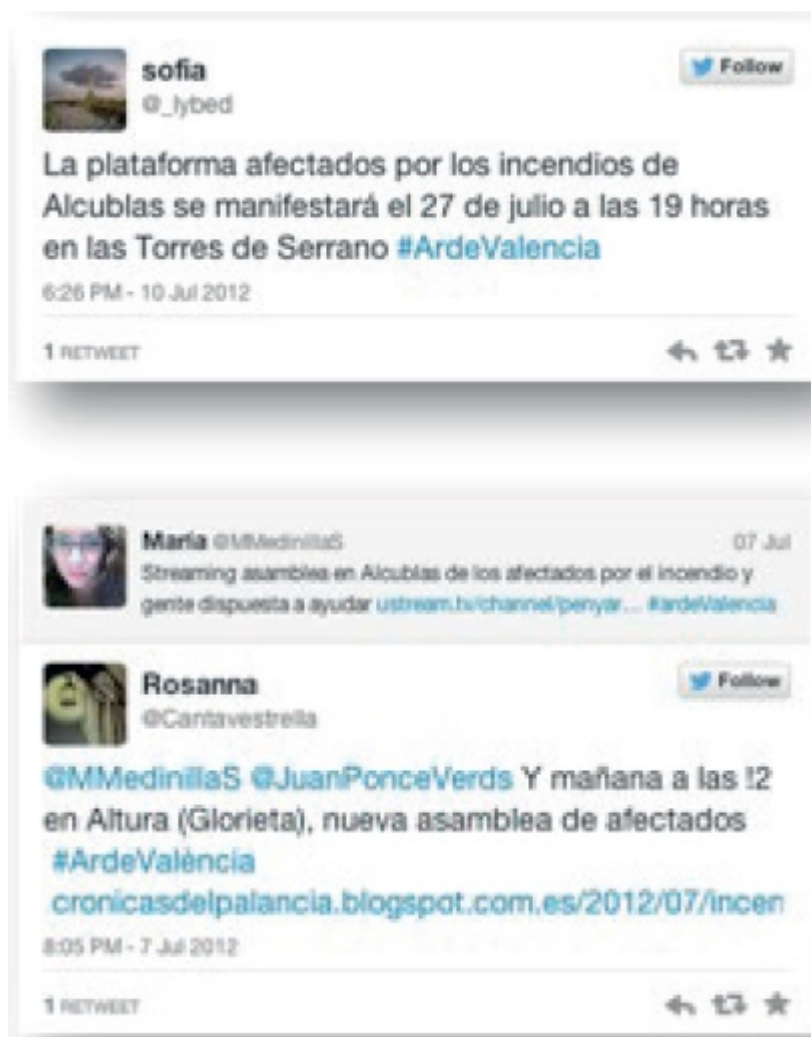 sofia
Follow
@_lybed
La plataforma afectados por los incendios de
Alcublas se manifestará el 27 de julio a las 19 horas
en las Torres de Serrano #ArdeValencia
6:26 PM - 10 Jul 2012
1 RETWEET
María @MMedinillaS 07 Jul
Streaming asamblea en Alcublas de los afectados por el incendio y
gente dispuesta a ayudar ustream.tv/channel/penyar... #ardeValencia
Rosanna
Follow
@Cantavestrella
@MMedinillaS @JuanPonceVerds Y mañana a las !2
en Altura (Glorieta), nueva asamblea de afectados
#ArdeValència
cronicasdelpalancia.blogspot.com.es/2012/07/incen
8:05 PM - 7 Jul 2012
1 RETWEET